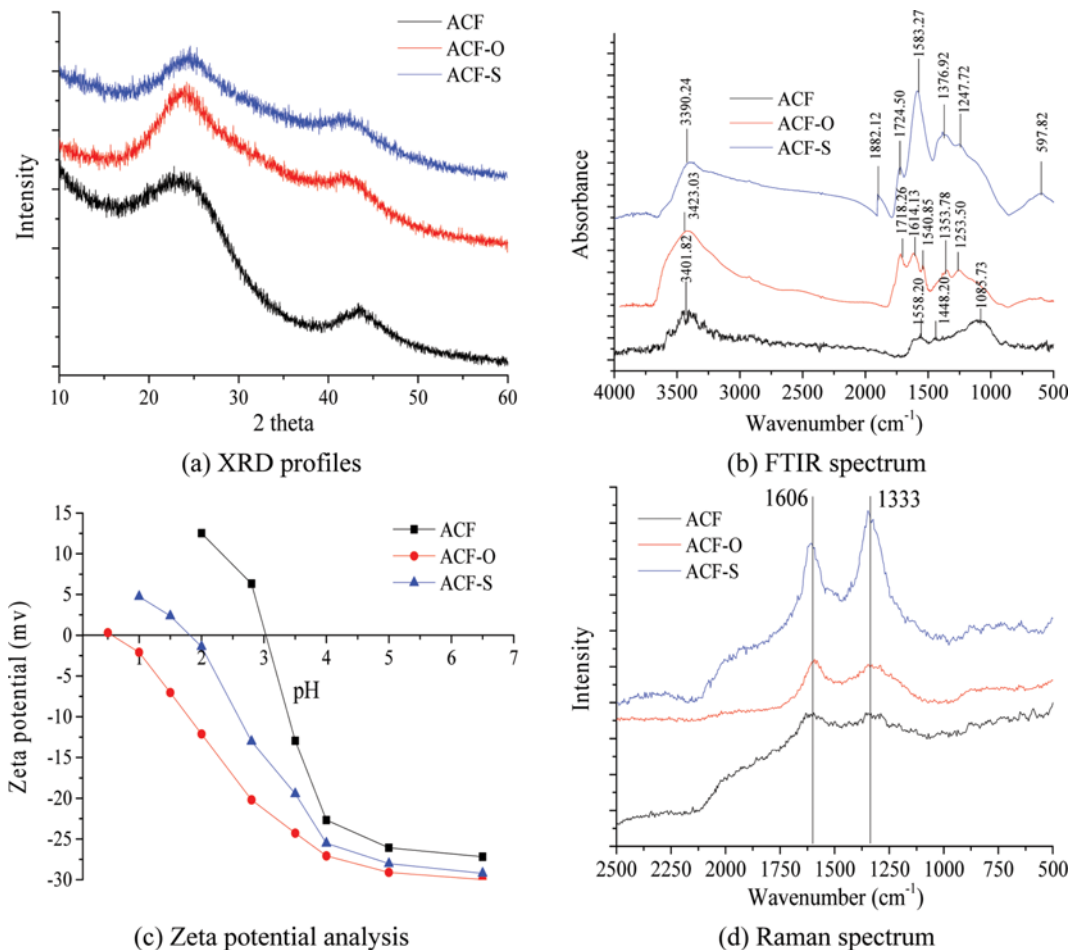 ACF
ACF-O
ACF-S
Intensity
10 20 30 40 50 60
2 theta
(a) XRD profiles
ACF
ACF-O
ACF-S
3390.24
1882.12
1724.50
1583.27
1376.92
1247.72
597.82
3423.03
1718.26
1614.13
1540.85
1353.78
1253.50
3401.82
1558.20
1448.20
1085.73
Absorbance
4000 3500 3000 2500 2000 1500 1000 500
Wavenumber (cm-1)
(b) FTIR spectrum
ACF
ACF-O
ACF-S
Zeta potential (mv)
15
10
5
0
-5
-10
-15
-20
-25
-30
1 2 3 4 5 6 7
pH
(c) Zeta potential analysis
1606 1333
ACF
ACF-O
ACF-S
Intensity
2500 2000 1500 1000 500
Wavenumber (cm-1)
(d) Raman spectrum